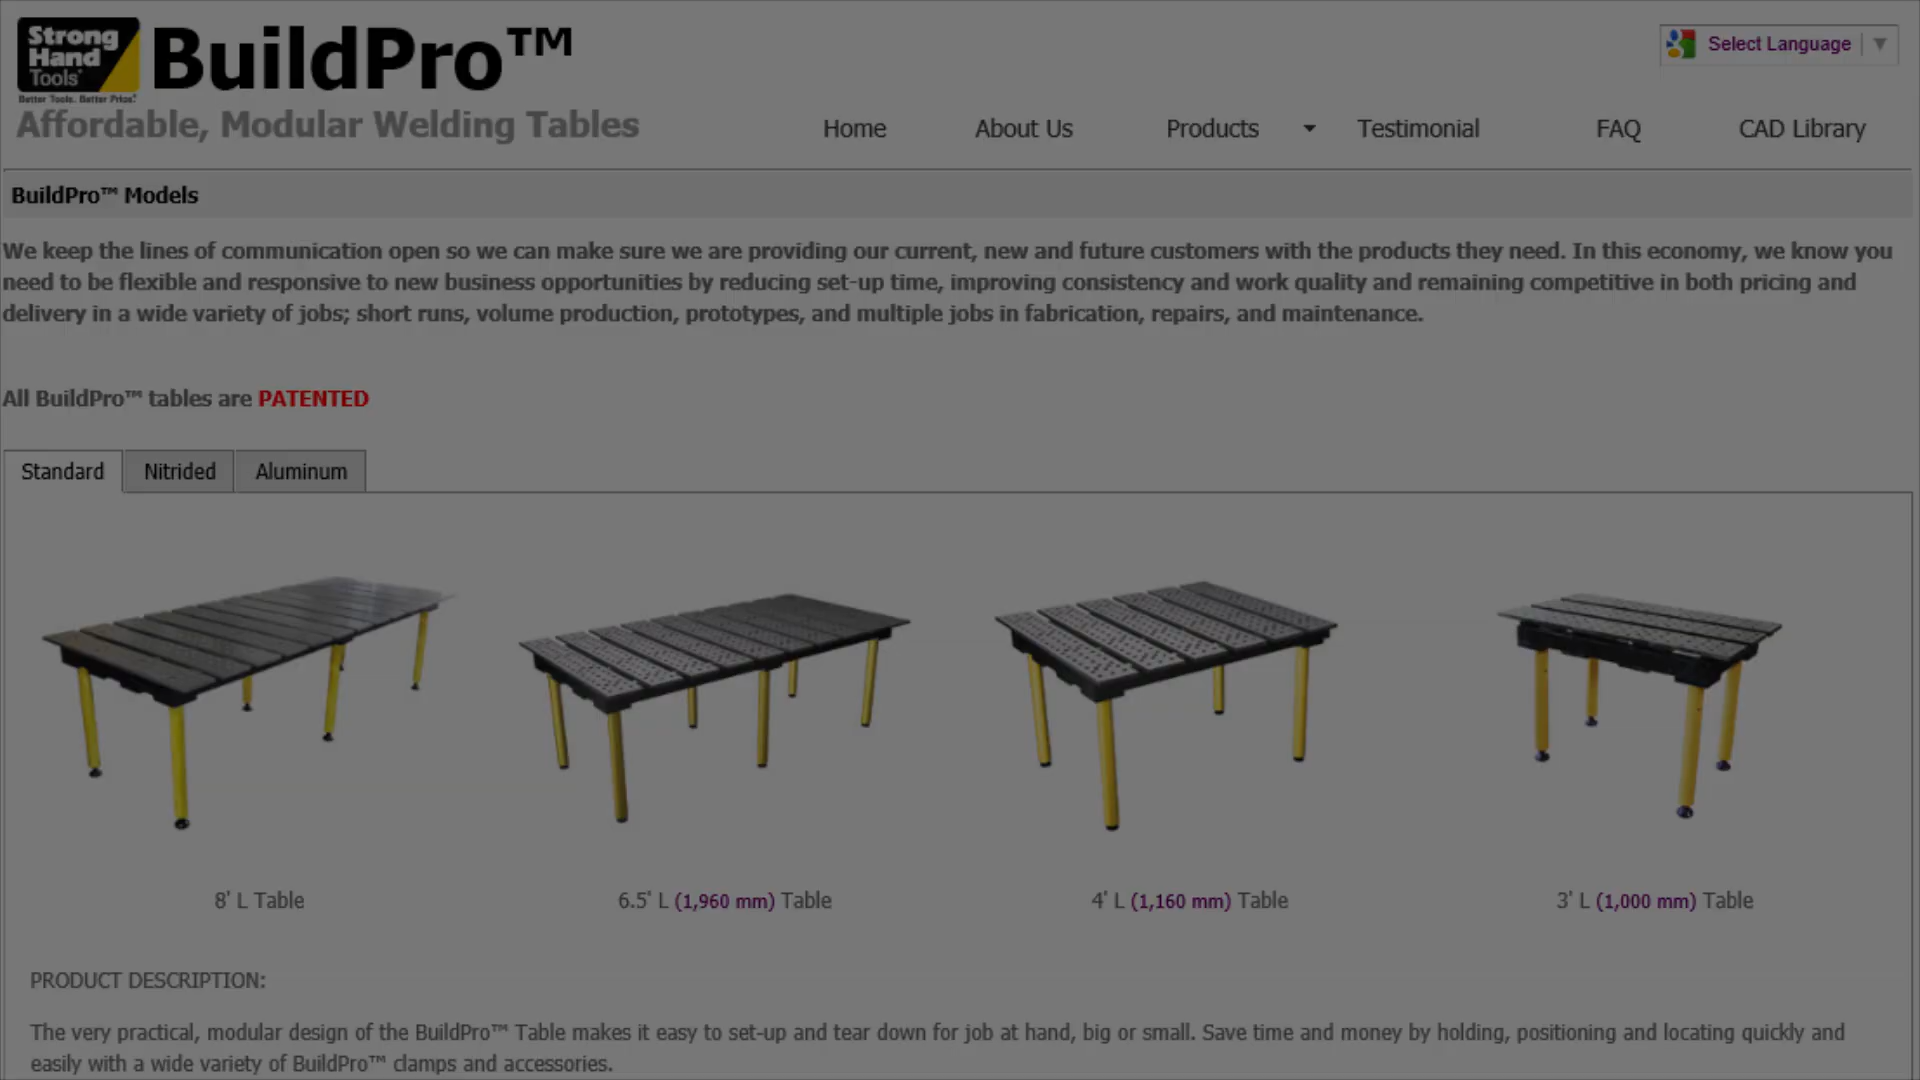 Strong
Hand
Tools
Better Tools. Better Price.
BuildPro™
Affordable, Modular Welding Tables
Select Language ▼
Home About Us Products Testimonial FAQ CAD Library
BuildPro™ Models
We keep the lines of communication open so we can make sure we are providing our current, new and future customers with the products they need. In this economy, we know you
need to be flexible and responsive to new business opportunities by reducing set-up time, improving consistency and work quality and remaining competitive in both pricing and
delivery in a wide variety of jobs; short runs, volume production, prototypes, and multiple jobs in fabrication, repairs, and maintenance.
All BuildPro™ tables are PATENTED
Standard Nitrided Aluminum
8' L Table 6.5' L (1,960 mm) Table 4' L (1,160 mm) Table 3' L (1,000 mm) Table
PRODUCT DESCRIPTION:
The very practical, modular design of the BuildPro™ Table makes it easy to set-up and tear down for job at hand, big or small. Save time and money by holding, positioning and locating quickly and
easily with a wide variety of BuildPro™ clamps and accessories.